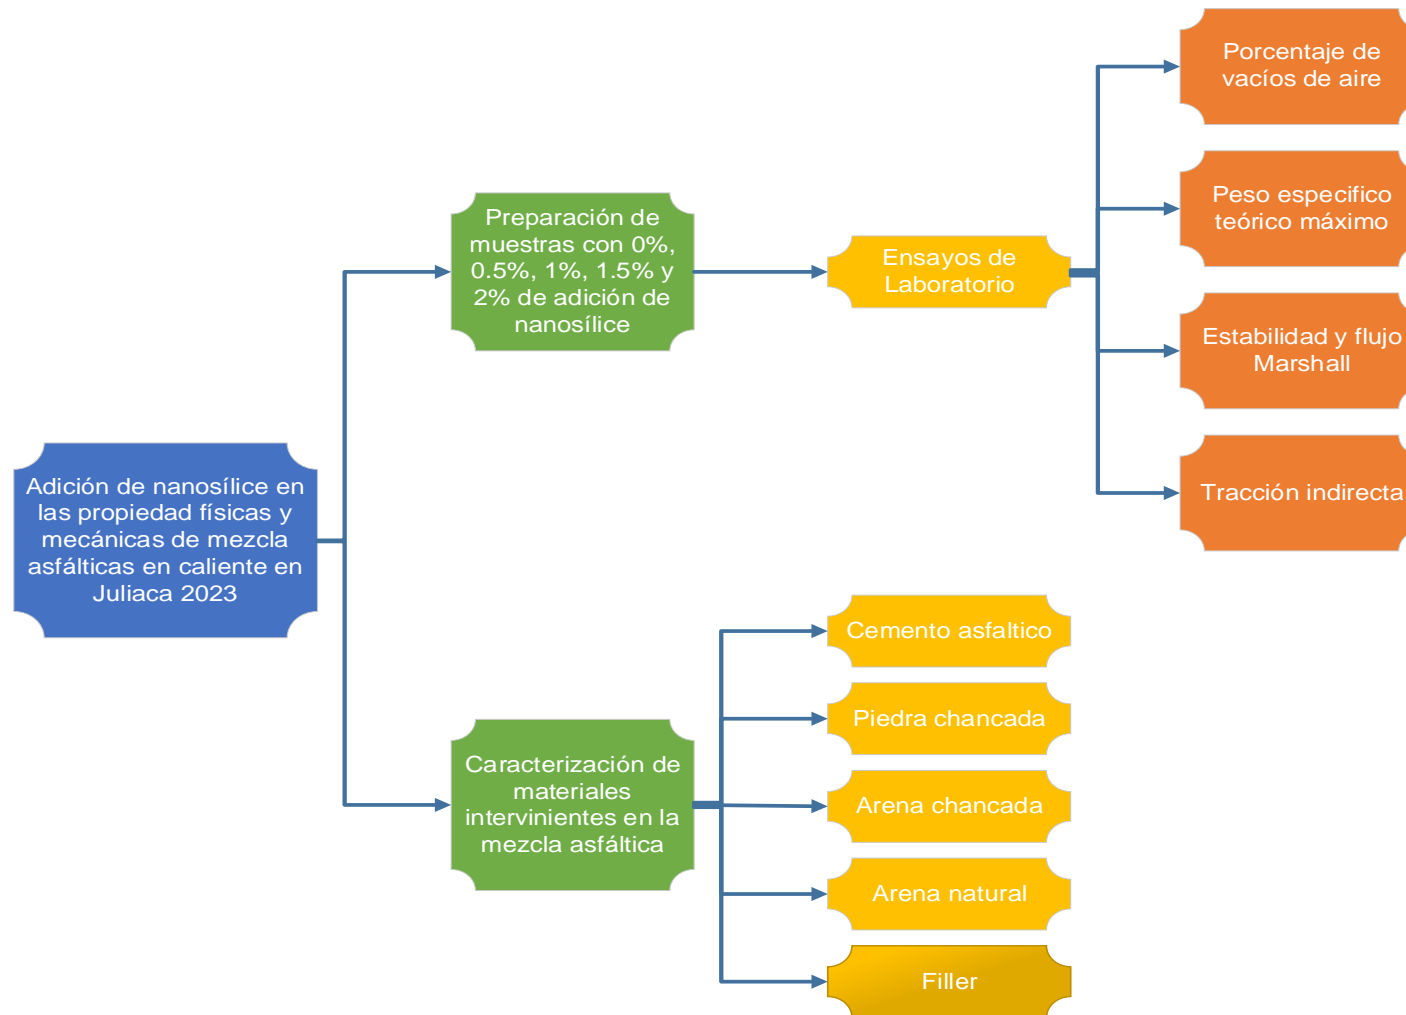 Adición de nanosílice en
las propiedad físicas y
mecánicas de mezcla
asfálticas en caliente en
Juliaca 2023
Preparación de
muestras con 0%,
0.5%, 1%, 1.5% y
2% de adición de
nanosílice
Ensayos de
Laboratorio
Porcentaje de
vacíos de aire
Peso especifico
teórico máximo
Estabilidad y flujo
Marshall
Tracción indirecta
Caracterización de
materiales
intervinientes en la
mezcla asfáltica
Cemento asfaltico
Piedra chancada
Arena chancada
Arena natural
Filler